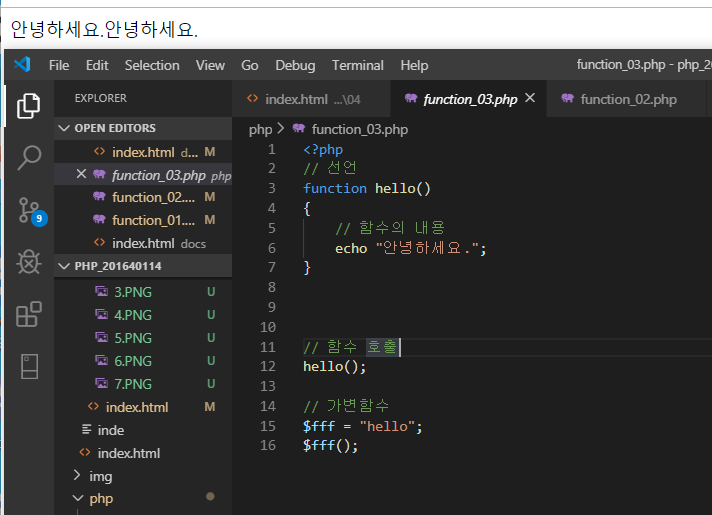 안녕하세요.안녕하세요.
File Edit Selection View Go Debug Terminal Help function_03.php - php_2
EXPLORER
index.html ...\04
function_03.php
function_02.php
OPEN EDITORS
index.html d... M
function_03.php php
function_02.... M
function_01.... M
index.html docs
9
PHP_201640114
3.PNG U
4.PNG U
5.PNG U
6.PNG U
7.PNG U
index.html M
inde
index.html
img
php
php > function_03.php
1 <?php
2 // 선언
3 function hello()
4 {
5 // 함수의 내용
6 echo "안녕하세요.";
7 }
8
9
10
11 // 함수 호출
12 hello();
13
14 // 가변함수
15 $fff = "hello";
16 $fff();